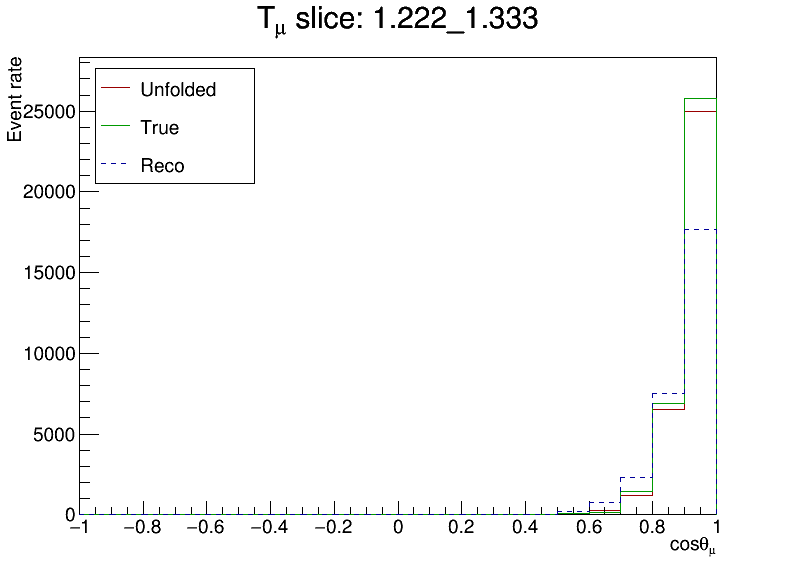 Tμ slice: 1.222_1.333
Event rate
Unfolded
True
Reco
25000
20000
15000
10000
5000
0
−1 −0.8 −0.6 −0.4 −0.2 0 0.2 0.4 0.6 0.8 1
cosθμ